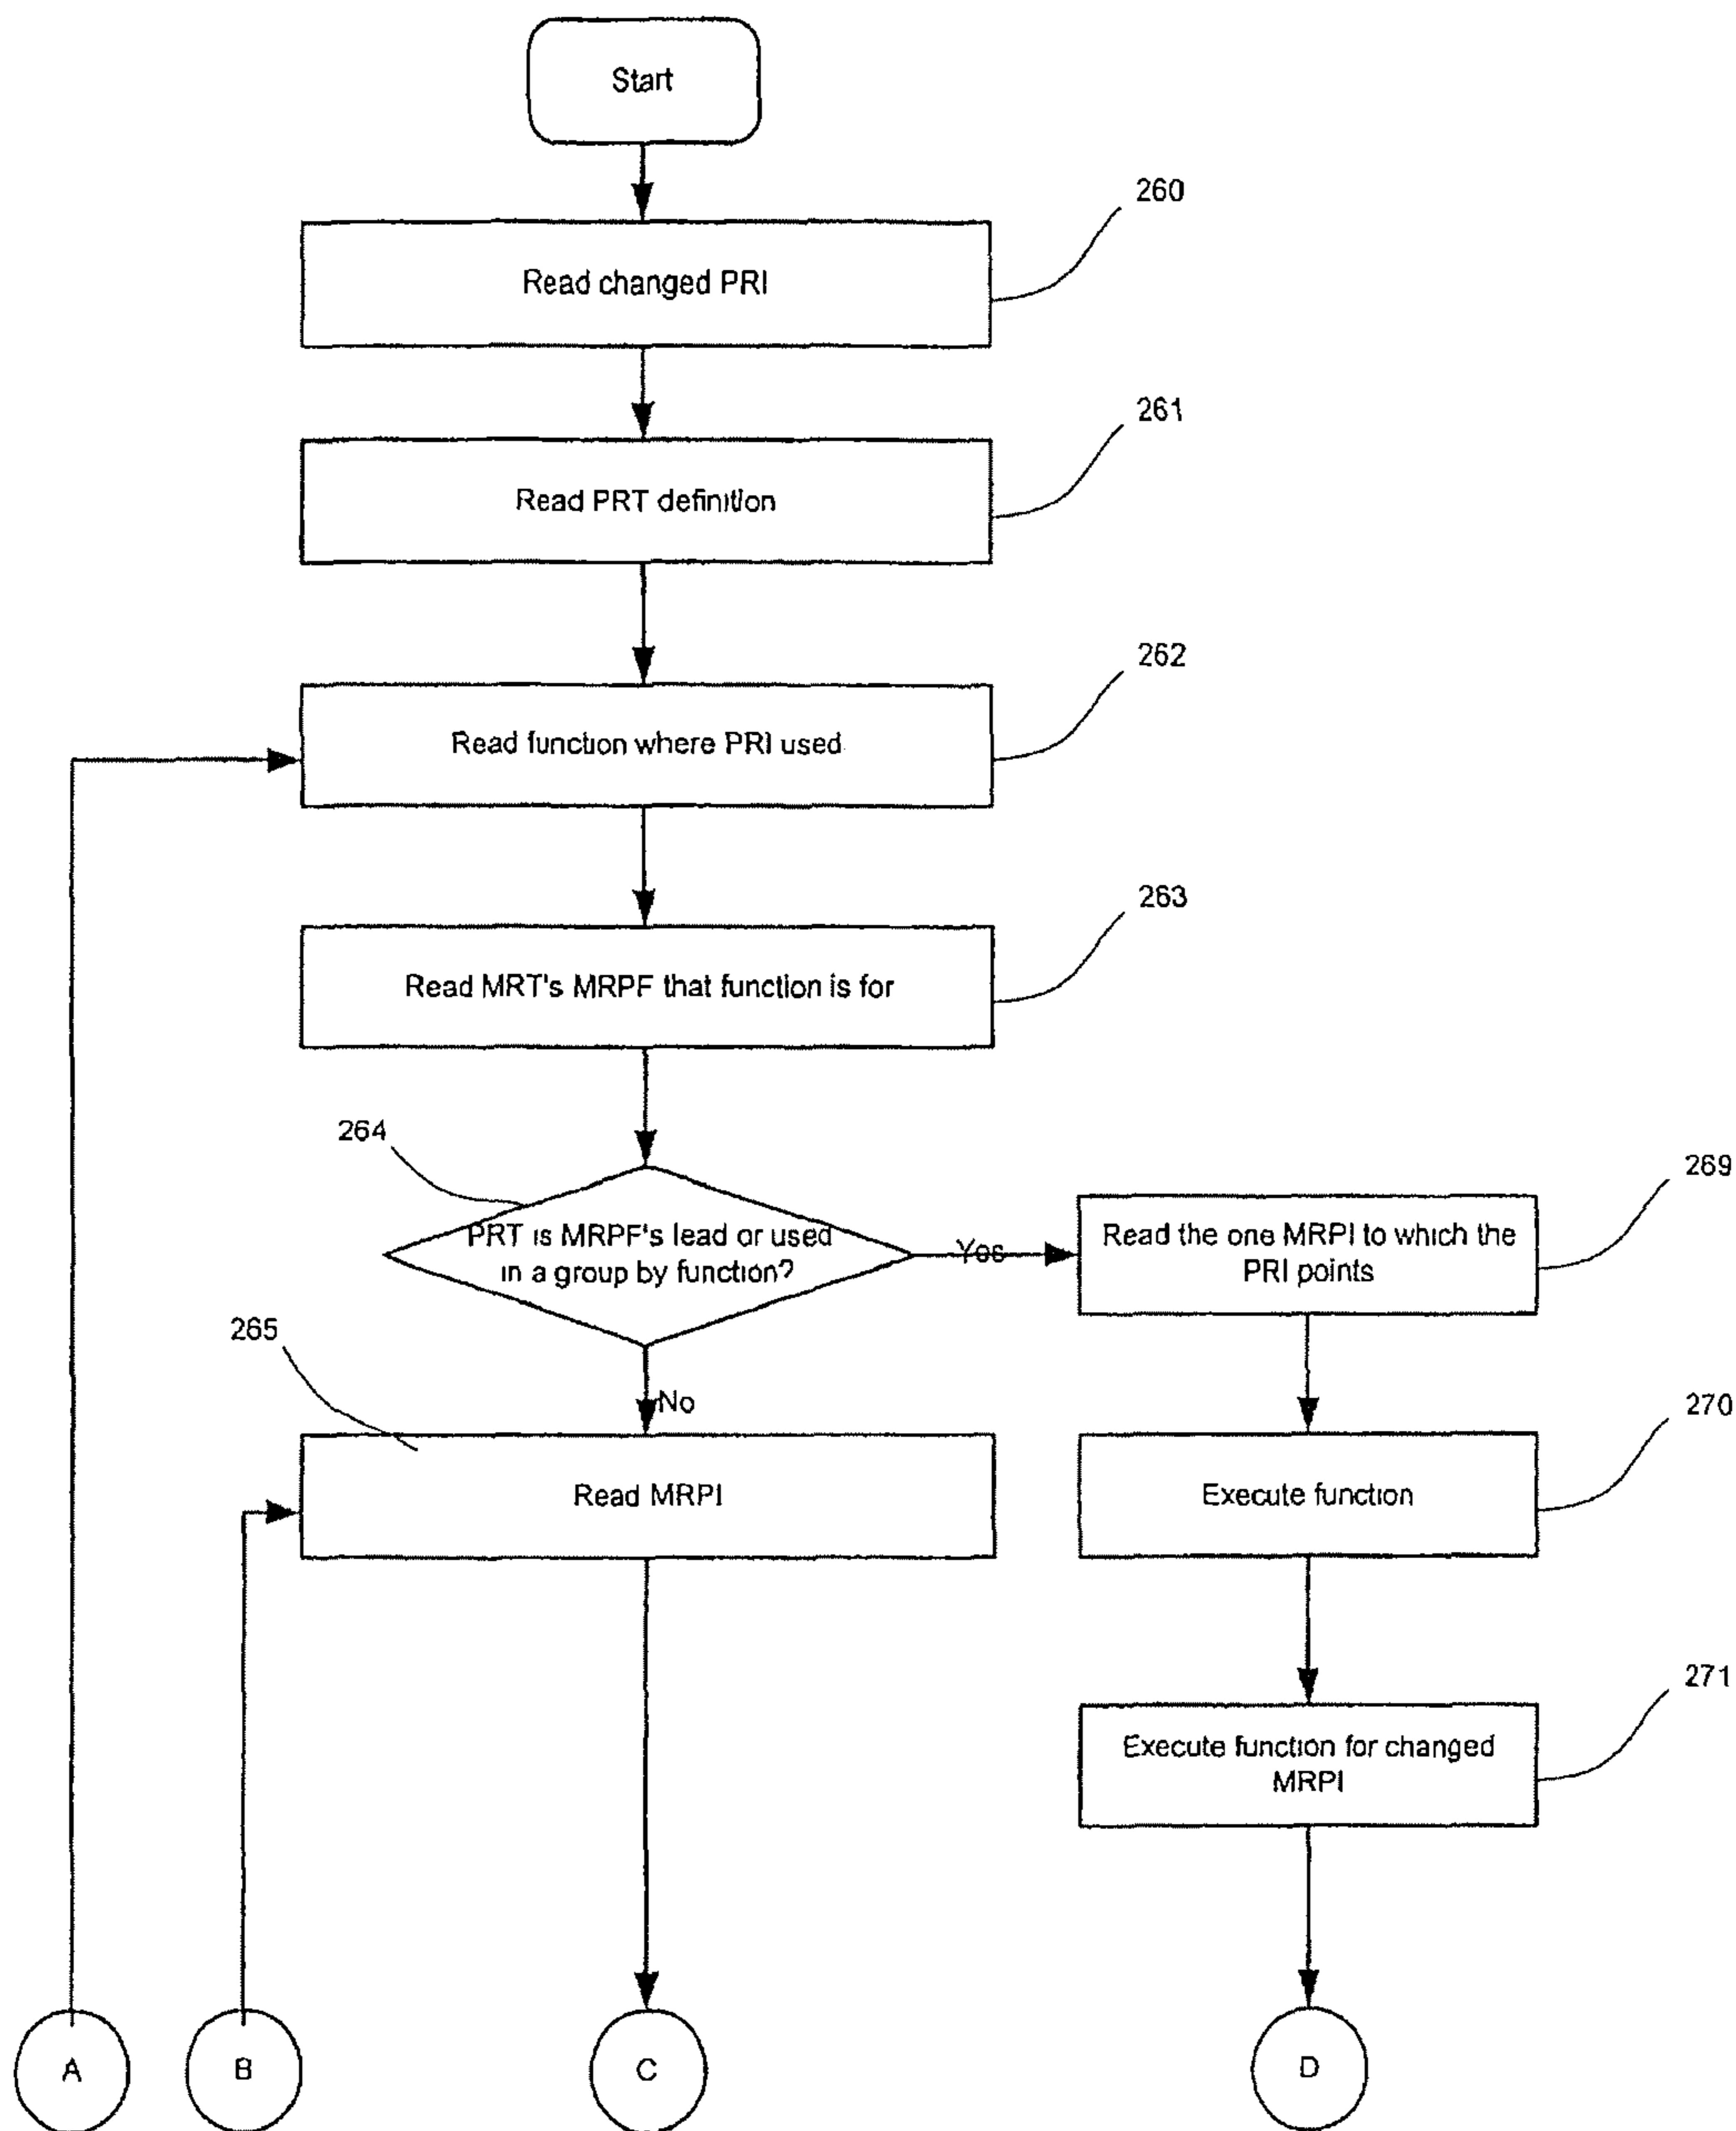 Start
260
Read changed PRI
261
Read PRT definition
262
Read function where PRI used
263
Read MRT's MRPF that function is for
264
PRT is MRPF's lead or used
in a group by function?
Yes
269
Read the one MRPI to which the
PRI points
265
No
Read MRPI
270
Execute function
271
Execute function for changed
MRPI
A
B
C
D